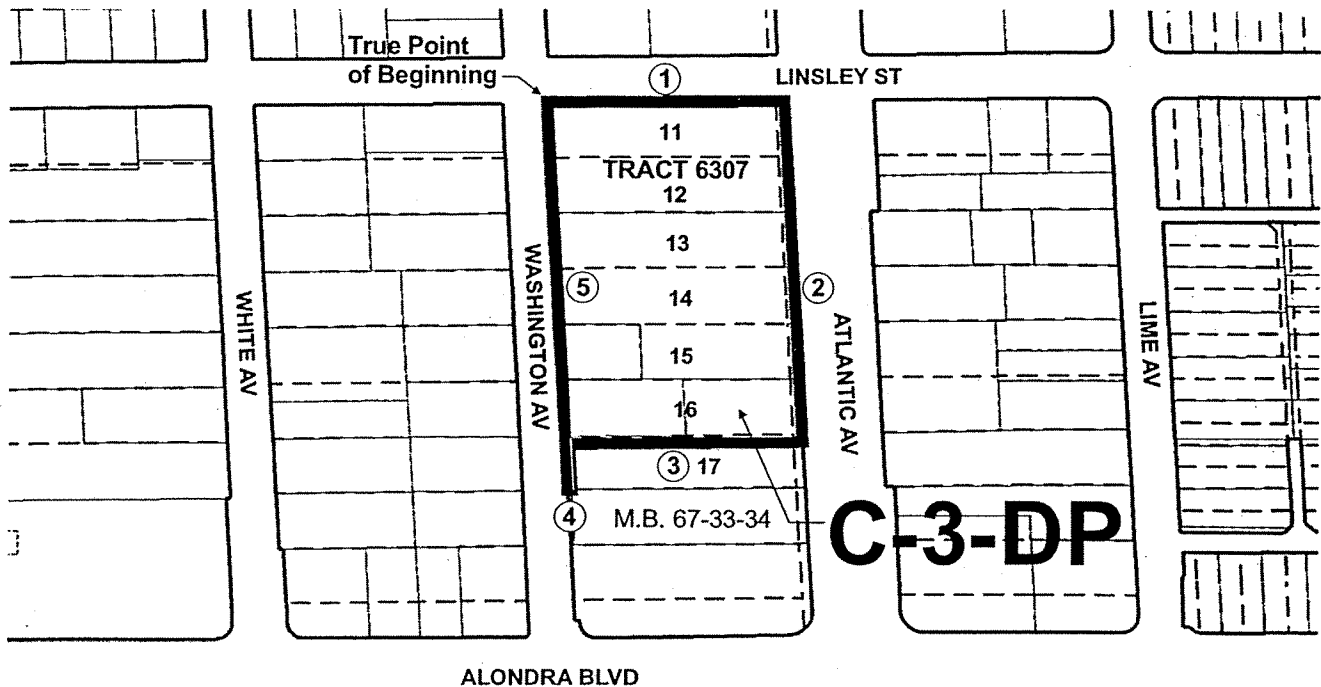 True Point
of Beginning
1
LINSLEY ST
11
TRACT 6307
12
13
WASHINGTON AV
5
14
2
WHITE AV
ATLANTIC AV
LIME AV
15
16
3
17
4
M.B. 67-33-34
C-3-DP
ALONDRA BLVD